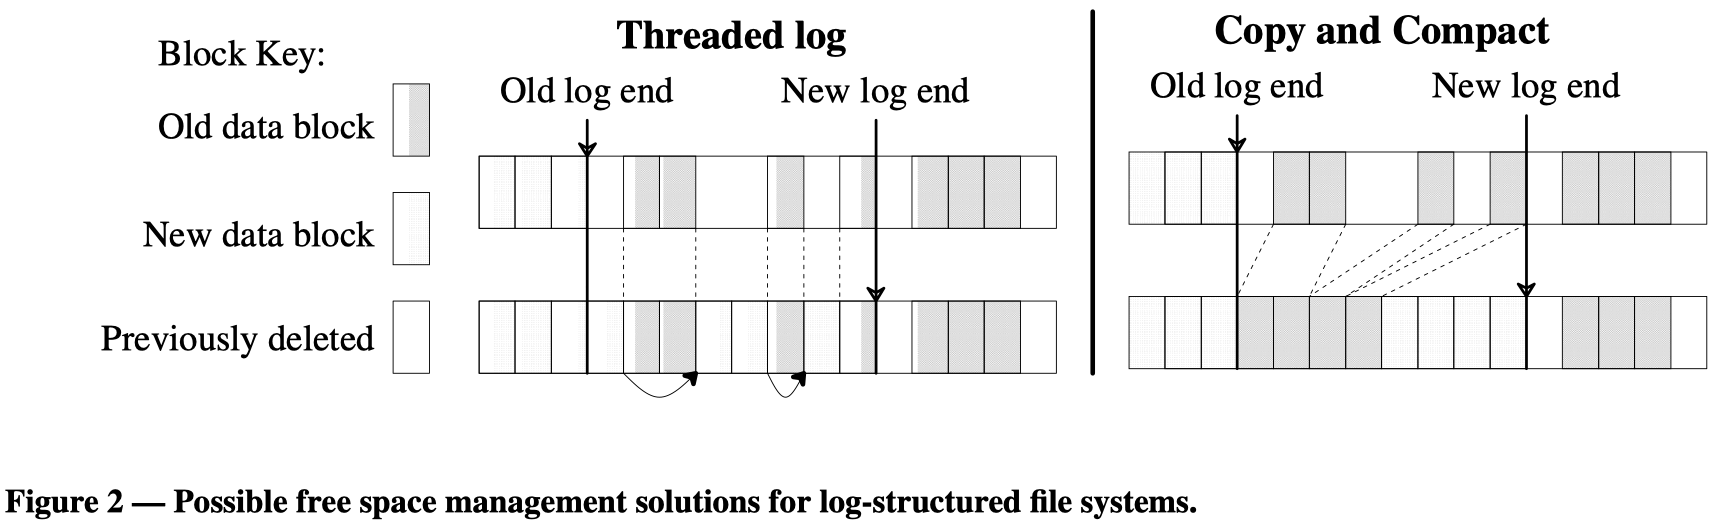 Block Key:
Old data block
New data block
Previously deleted
Threaded log
Old log end
New log end
Copy and Compact
Old log end
New log end
Figure 2 — Possible free space management solutions for log-structured file systems.